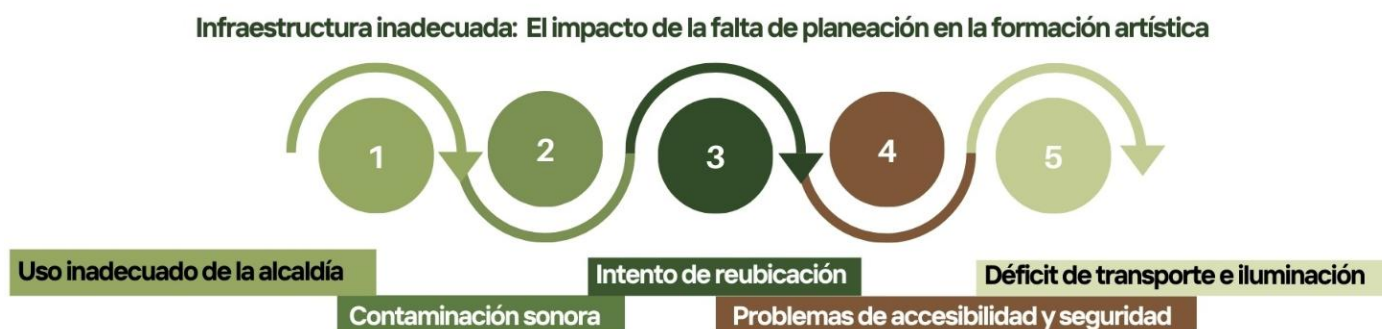 Infraestructura inadecuada: El impacto de la falta de planeación en la formación artística
1
2
3
4
5
Uso inadecuado de la alcaldía
Contaminación sonora
Intento de reubicación
Problemas de accesibilidad y seguridad
Déficit de transporte e iluminación